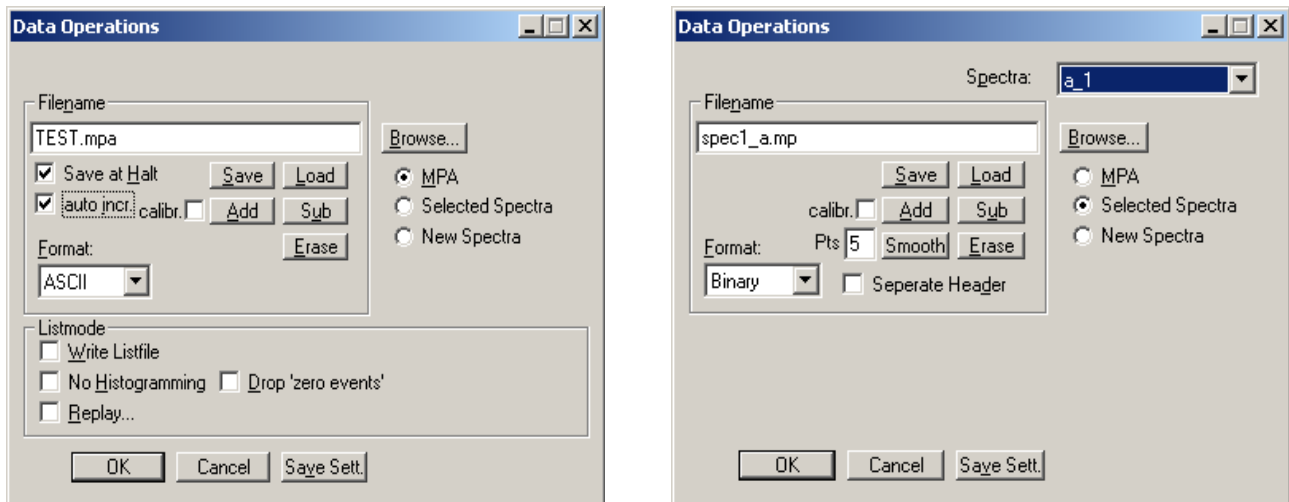 Data Operations
Filename
TEST.mpa
Browse...
Save at Halt
Save
Load
MPA
auto incr.
calibr.
Add
Sub
Selected Spectra
New Spectra
Format:
Erase
ASCII
Listmode
Write Listfile
No Histogramming
Drop 'zero events'
Replay...
OK
Cancel
Save Sett.
Data Operations
Spectra:
a_1
Filename
spec1_a.mp
Browse...
Save
Load
MPA
calibr.
Add
Sub
Selected Spectra
Format:
Pts 5
Smooth
Erase
New Spectra
Binary
Seperate Header
OK
Cancel
Save Sett.